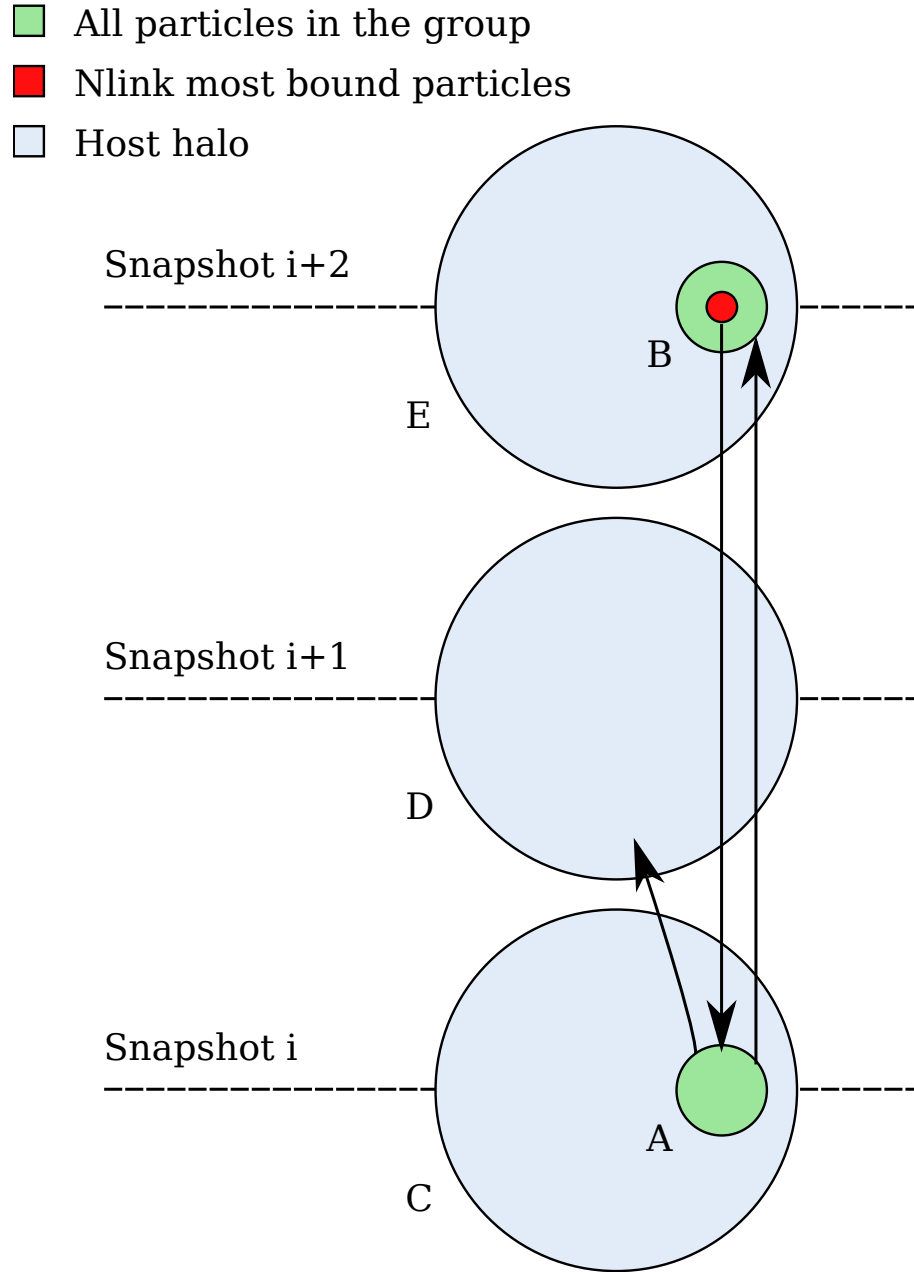 All particles in the group
Nlink most bound particles
Host halo
Snapshot i+2
B
E
Snapshot i+1
D
Snapshot i
A
C